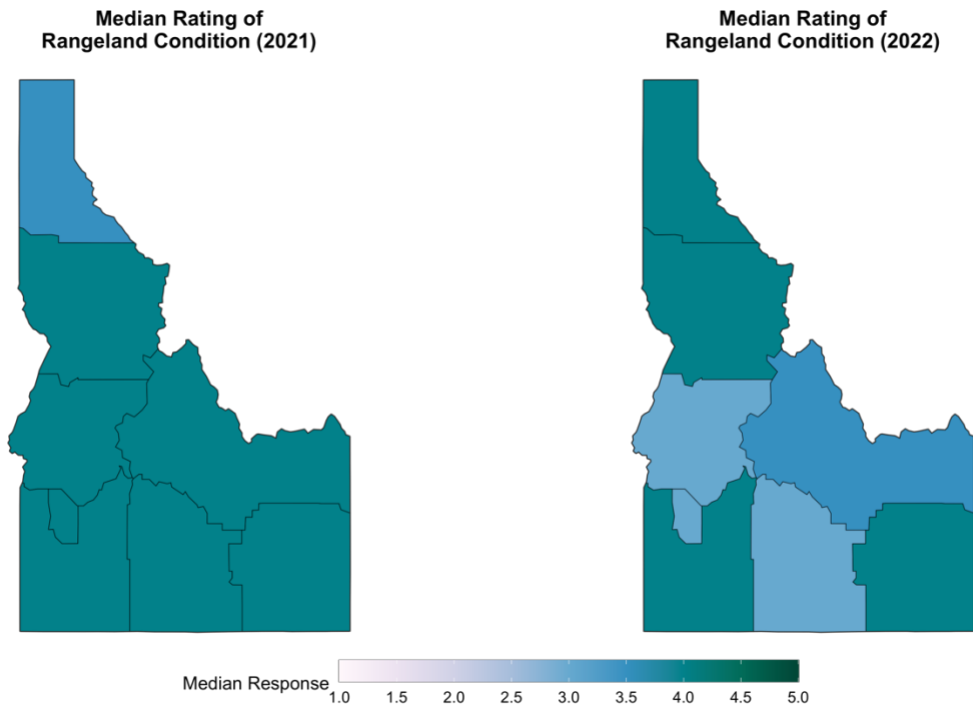 Median Rating of
Rangeland Condition (2021)
Median Rating of
Rangeland Condition (2022)
Median Response
1.0 1.5 2.0 2.5 3.0 3.5 4.0 4.5 5.0